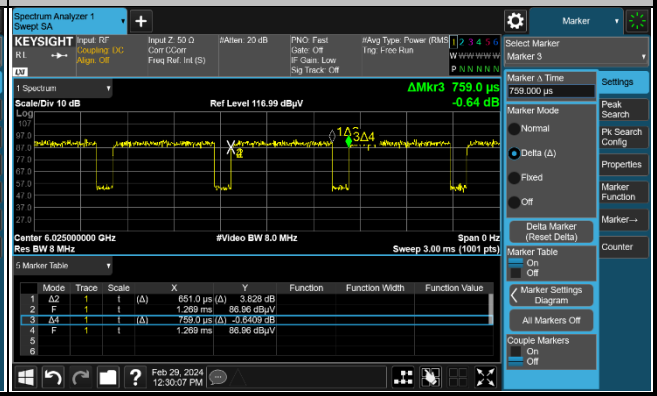 Spectrum Analyzer 1
Swept SA
+
Marker
KEYSIGHT
RL
LXI
Input: RF
Coupling: DC
Align: Off
Input Z: 50 Ω
Corr CCorr
Freq Ref: Int (S)
#Atten: 20 dB
PNO: Fast
Gate: Off
IF Gain: Low
Sig Track: Off
#Avg Type: Power (RMS
Trig: Free Run
1 2 3 4 5 6
W W W W W W
P N N N N N
Select Marker
Marker 3
1 Spectrum
ΔMkr3 759.0 µs
-0.64 dB
Scale/Div 10 dB
Ref Level 116.99 dBµV
Log
107
97.0
87.0
77.0
67.0
57.0
47.0
37.0
27.0
1Δ2
3Δ4
Center 6.025000000 GHz
#Video BW 8.0 MHz
Span 0 Hz
Res BW 8 MHz
Sweep 3.00 ms (1001 pts)
5 Marker Table
Mode Trace Scale X Y Function Function Width Function Value
1 Δ2 1 t (Δ) 651.0 µs (Δ) 3.828 dB
2 F 1 t 1.269 ms 86.96 dBµV
3 Δ4 1 t (Δ) 759.0 µs (Δ) -0.6409 dB
4 F 1 t 1.269 ms 86.96 dBµV
5
6
Marker Δ Time
759.000 µs
Marker Mode
Normal
Delta (Δ)
Fixed
Off
Delta Marker
(Reset Delta)
Marker Table
On
Off
Marker Settings
Diagram
All Markers Off
Couple Markers
On
Off
Settings
Peak
Search
Pk Search
Config
Properties
Marker
Function
Marker→
Counter
?
Feb 29, 2024
12:30:07 PM